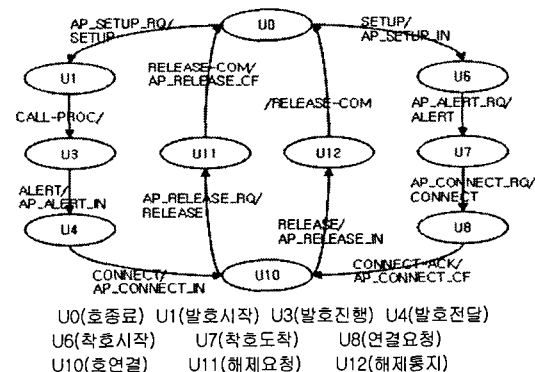 U0
AP_SETUP_RQ/
SETUP
SETUP/
AP_SETUP_IN
U1
RELEASE-COM/
AP_RELEASE_CF
/RELEASE-COM
U6
CALL-PROC/
AP_ALERT_RQ/
ALERT
U3
U11
U12
U7
ALERT/
AP_ALERT_IN
AP_RELEASE_RQ/
RELEASE
RELEASE/
AP_RELEASE_IN
AP_CONNECT_RQ/
CONNECT
U4
U8
CONNECT/
AP_CONNECT_IN
U10
CONNECT-ACK/
AP_CONNECT_CF
U0(호종료) U1(발호시작) U3(발호진행) U4(발호전달)
U6(착호시작) U7(착호도착) U8(연결요청)
U10(호연결) U11(해제요청) U12(해제통지)